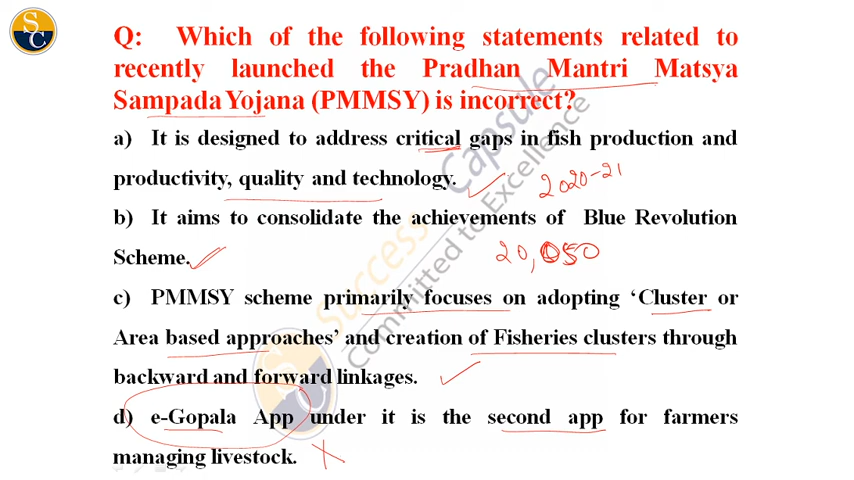 SC
Q: Which of the following statements related to
recently launched the Pradhan Mantri Matsya
Sampada Yojana (PMMSY) is incorrect?
a) It is designed to address critical gaps in fish production and
productivity, quality and technology.
2020-21
b) It aims to consolidate the achievements of Blue Revolution
Scheme.
20,050
c) PMMSY scheme primarily focuses on adopting ‘Cluster or
Area based approaches’ and creation of Fisheries clusters through
backward and forward linkages.
d) e-Gopala App under it is the second app for farmers
managing livestock.
Success Capsule
Committed to Excellence